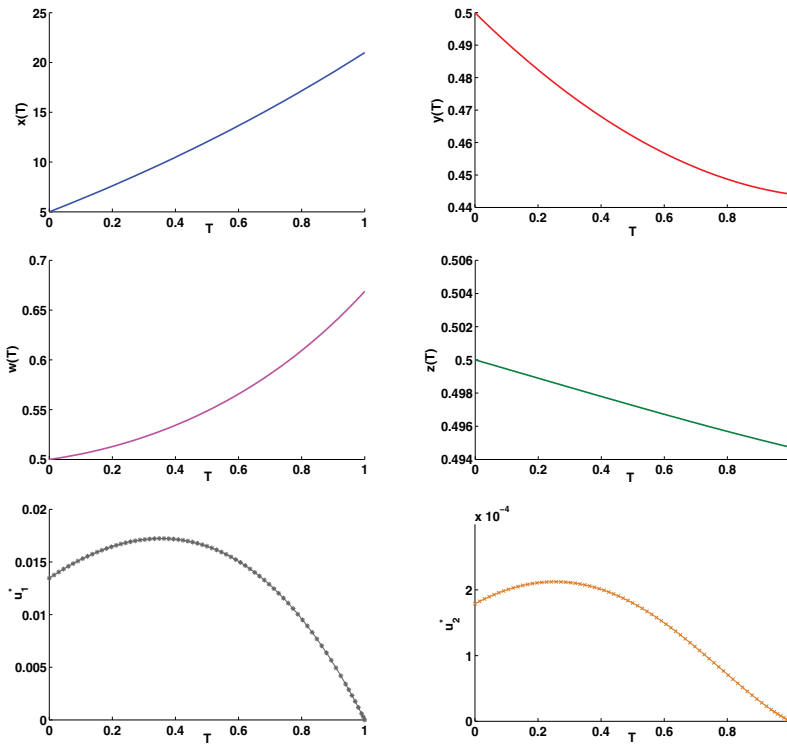 25
20
15
10
5
x(T)
0 0.2 0.4 0.6 0.8 1
T
0.5
0.49
0.48
0.47
0.46
0.45
0.44
y(T)
0 0.2 0.4 0.6 0.8
T
0.7
0.65
0.6
0.55
0.5
w(T)
0 0.2 0.4 0.6 0.8 1
T
0.506
0.504
0.502
0.5
0.498
0.496
0.494
z(T)
0 0.2 0.4 0.6 0.8
T
0.02
0.015
0.01
0.005
0
u₁*
0 0.2 0.4 0.6 0.8 1
T
x 10⁻⁴
2
1
0
u₂*
0 0.2 0.4 0.6 0.8
T